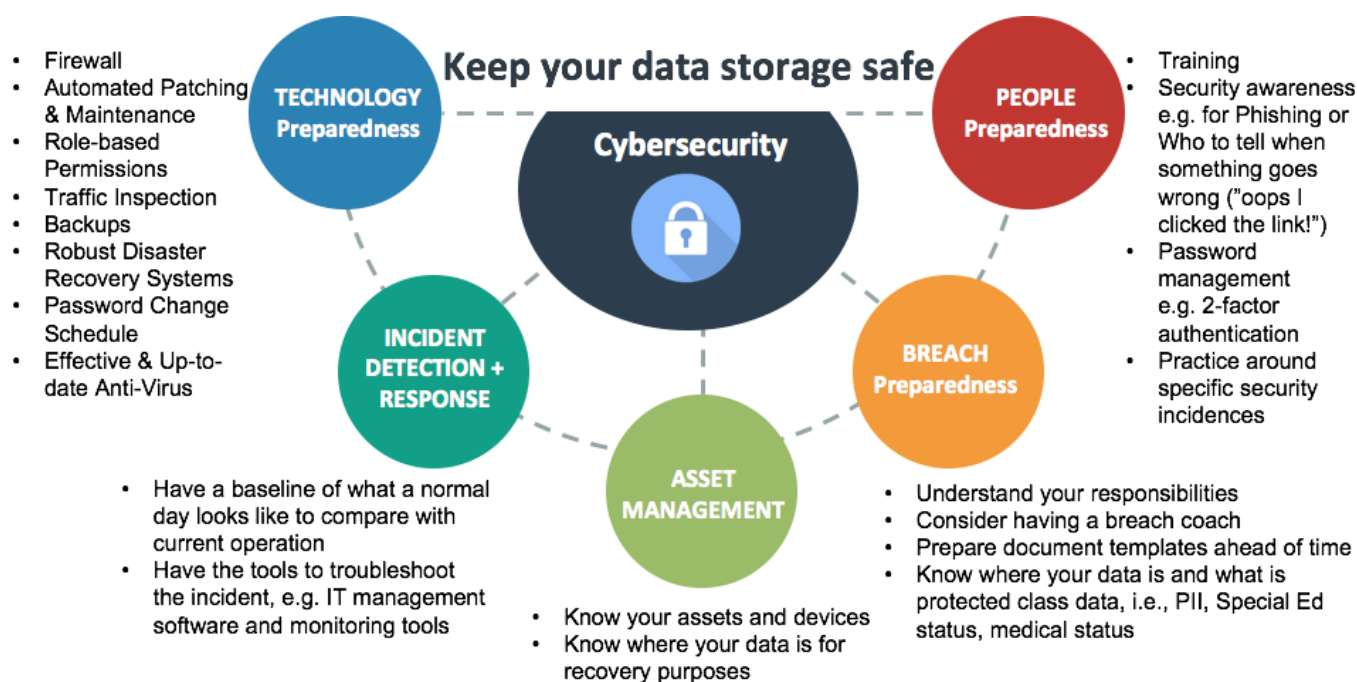 Keep your data storage safe
Cybersecurity
TECHNOLOGY
Preparedness
• Firewall
• Automated Patching
& Maintenance
• Role-based
Permissions
• Traffic Inspection
• Backups
• Robust Disaster
Recovery Systems
• Password Change
Schedule
• Effective & Up-to-
date Anti-Virus
PEOPLE
Preparedness
• Training
• Security awareness
e.g. for Phishing or
Who to tell when
something goes
wrong (”oops I
clicked the link!”)
• Password
management
e.g. 2-factor
authentication
• Practice around
specific security
incidences
INCIDENT
DETECTION +
RESPONSE
• Have a baseline of what a normal
day looks like to compare with
current operation
• Have the tools to troubleshoot
the incident, e.g. IT management
software and monitoring tools
ASSET
MANAGEMENT
• Know your assets and devices
• Know where your data is for
recovery purposes
BREACH
Preparedness
• Understand your responsibilities
• Consider having a breach coach
• Prepare document templates ahead of time
• Know where your data is and what is
protected class data, i.e., PII, Special Ed
status, medical status